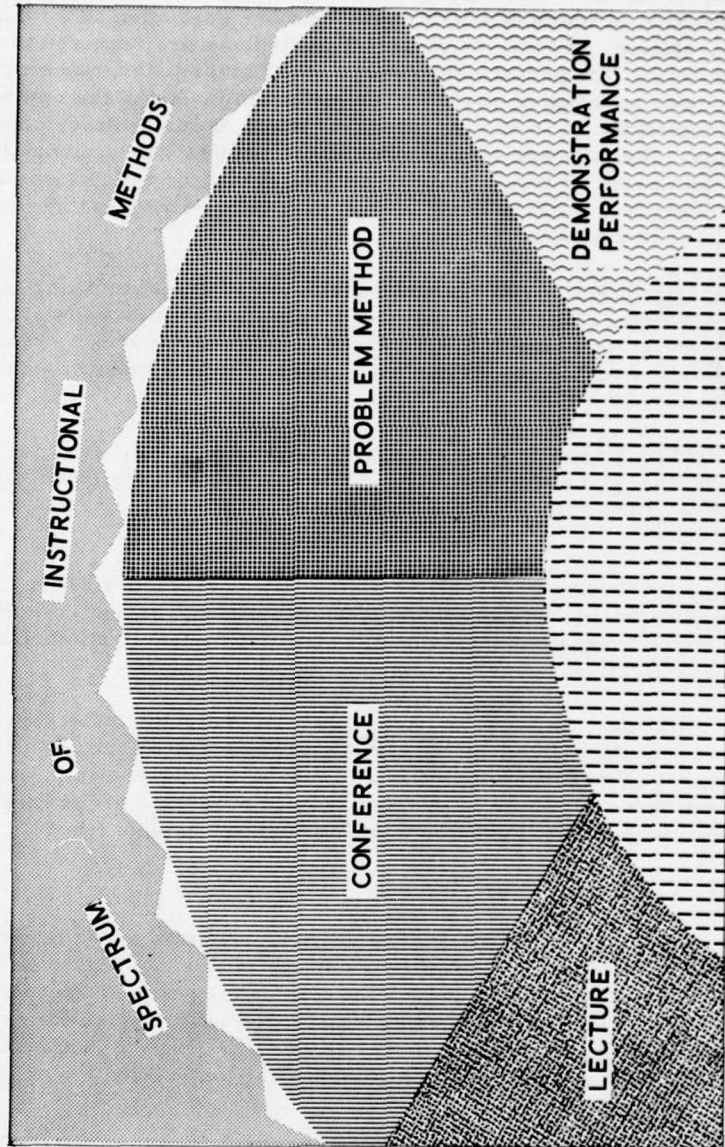 SPECTRUM OF INSTRUCTIONAL METHODS
LECTURE
CONFERENCE
PROBLEM METHOD
DEMONSTRATION
PERFORMANCE